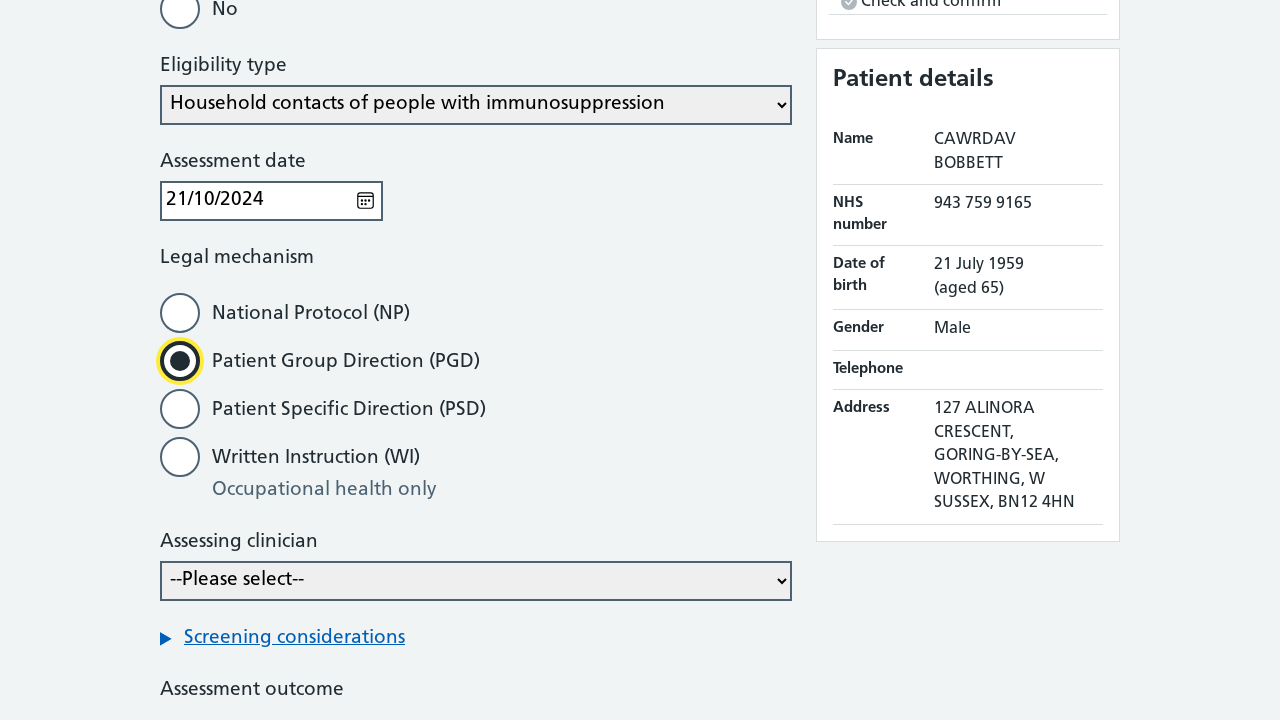 No
Eligibility type
Household contacts of people with immunosuppression
Assessment date
21/10/2024
Legal mechanism
National Protocol (NP)
Patient Group Direction (PGD)
Patient Specific Direction (PSD)
Written Instruction (WI)
Occupational health only
Assessing clinician
--Please select--
Screening considerations
Assessment outcome
Check and confirm
Patient details
Name CAWRDAV
BOBBETT
NHS 943 759 9165
number
Date of 21 July 1959
birth (aged 65)
Gender Male
Telephone
Address 127 ALINORA
CRESCENT,
GORING-BY-SEA,
WORTHING, W
SUSSEX, BN12 4HN